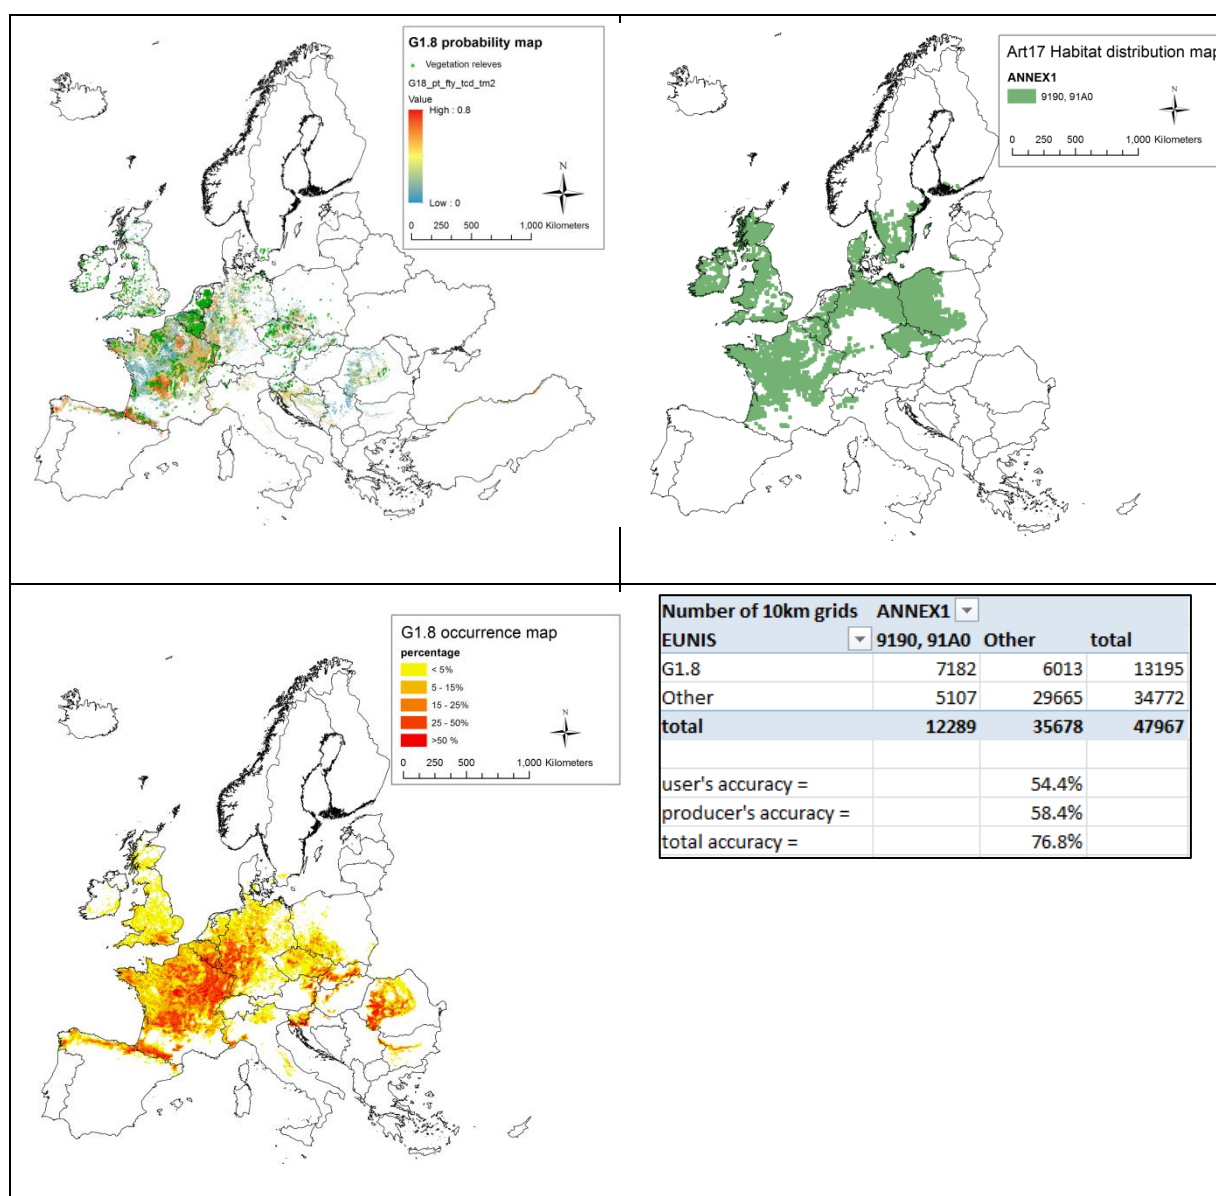 G1.8 probability map
Vegetation releves
G18_pt_fty_tcd_tm2
Value
High : 0.8
Low : 0
N
0 250 500 1,000 Kilometers
Art17 Habitat distribution map
ANNEX1
9190, 91A0
N
0 250 500 1,000 Kilometers
G1.8 occurrence map
percentage
< 5%
5 - 15%
15 - 25%
25 - 50%
>50 %
N
0 250 500 1,000 Kilometers
Number of 10km grids ANNEX1
EUNIS 9190, 91A0 Other total
G1.8 7182 6013 13195
Other 5107 29665 34772
total 12289 35678 47967
user's accuracy = 54.4%
producer's accuracy = 58.4%
total accuracy = 76.8%